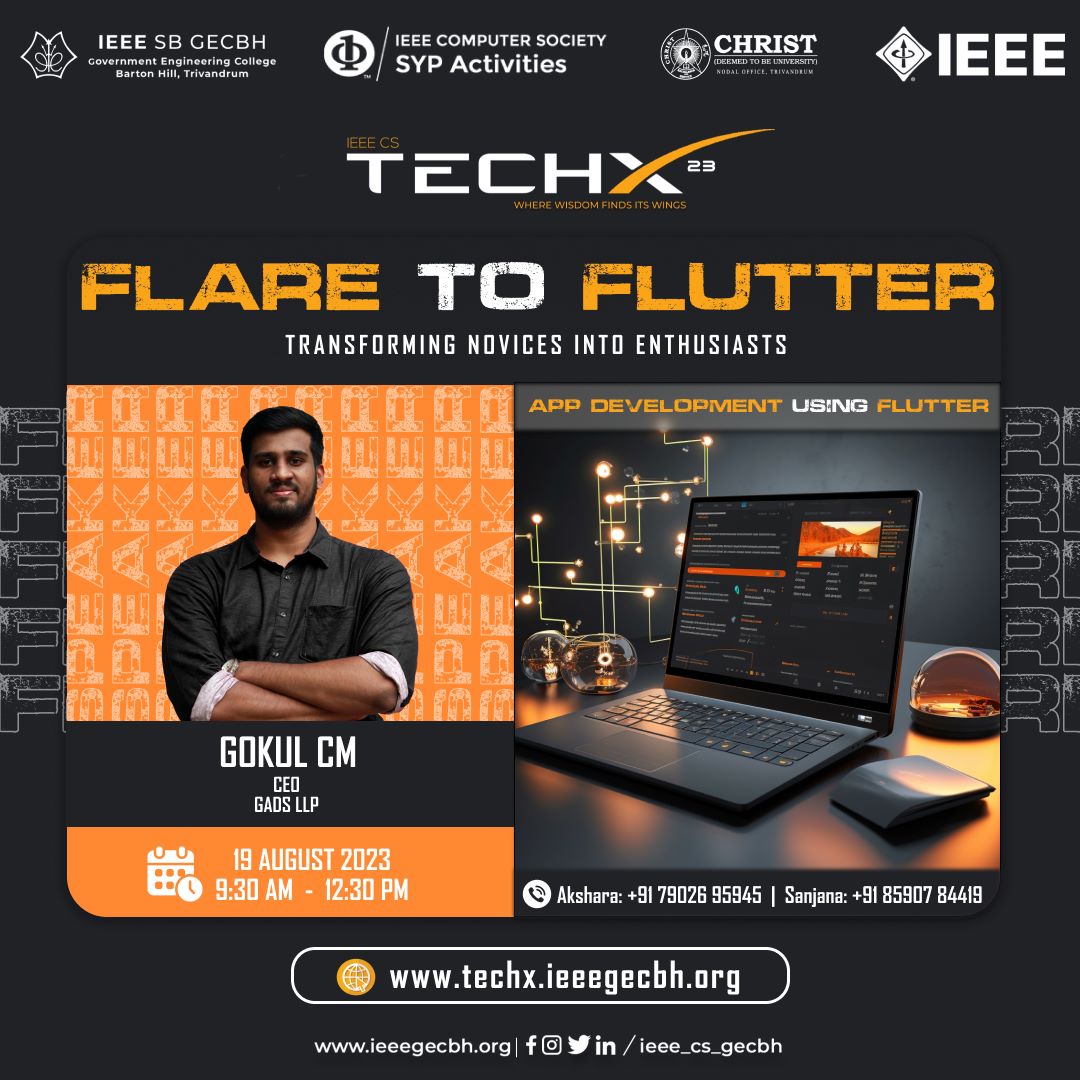 IEEE SB GECBH
Government Engineering College
Barton Hill, Trivandrum
IEEE COMPUTER SOCIETY
SYP Activities
TM
CHRIST
(DEEMED TO BE UNIVERSITY)
NODAL OFFICE, TRIVANDRUM
IEEE
IEEE CS
TECHX 23
WHERE WISDOM FINDS ITS WINGS
FLARE TO FLUTTER
TRANSFORMING NOVICES INTO ENTHUSIASTS
APP DEVELOPMENT USING FLUTTER
GOKUL CM
CEO
GADS LLP
19 AUGUST 2023
9:30 AM - 12:30 PM
Akshara: +91 79026 95945 | Sanjana: +91 85907 84419
www.techx.ieeegecbh.org
www.ieeegecbh.org| /ieee_cs_gecbh